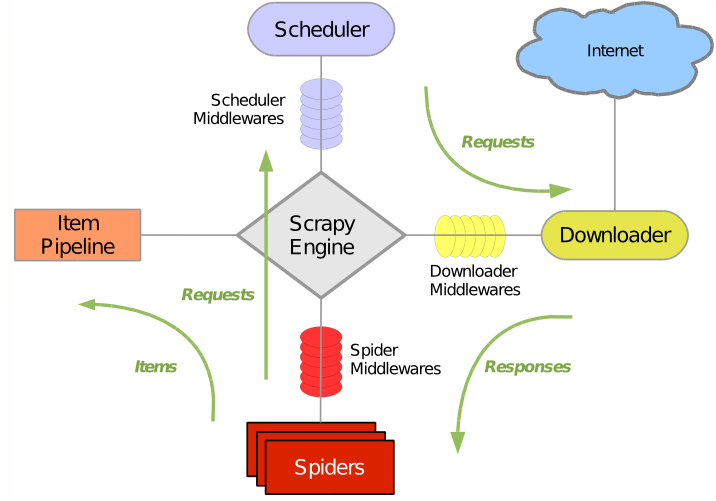 Scheduler
Internet
Scheduler
Middlewares
Requests
Item
Pipeline
Scrapy
Engine
Downloader
Downloader
Middlewares
Requests
Items
Spider
Middlewares
Responses
Spiders